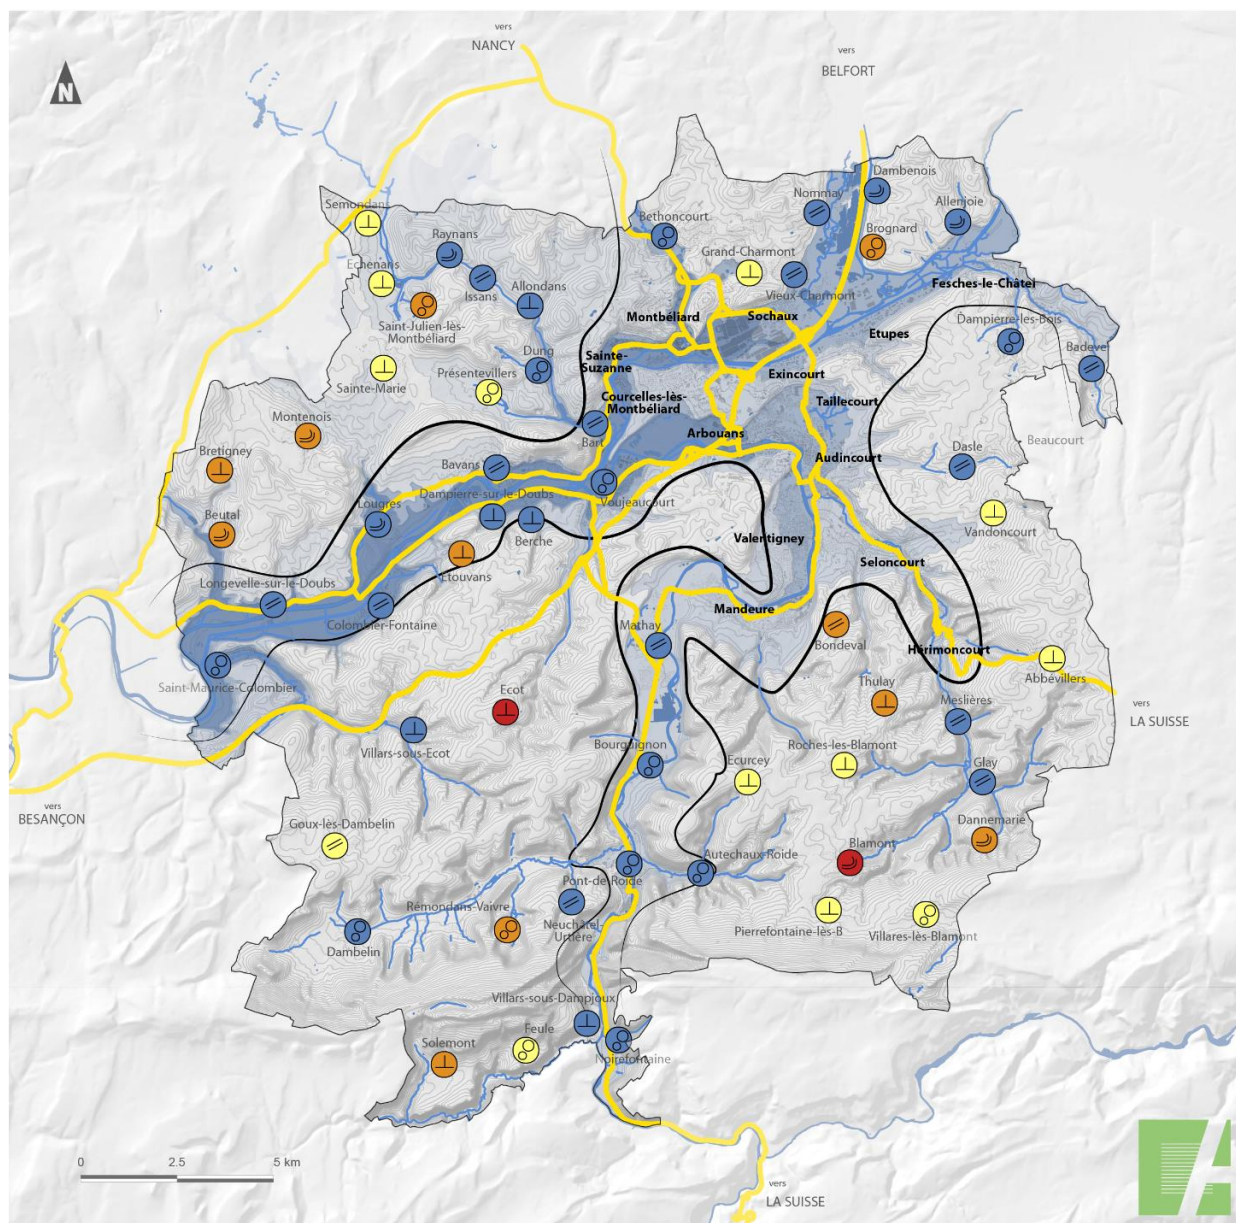 vers
NANCY
vers
BELFORT
N
Dambenois
Nommay
Semondans
Allenjoie
Bethoncourt
Raynans
Brognard
Grand-Charmont
Echenans
Fesches-le-Châtel
Issans
Allondans
Vieux-Charmont
Montbéliard
Sochaux
Dampierre-les-Bois
Saint-Julien-lès-
Montbéliard
Etupes
Dung
Badevel
Sainte-
Suzanne
Présentevillers
Exincourt
Sainte-Marie
Courcelles-lès-
Montbéliard
Taillecourt
Montenois
Arbouans
Bart
Beaucourt
Bretigney
Dasle
Audincourt
Bavans
Dampierre-sur-le-Doubs
Lougres
Voujeaucourt
Beutal
Vandoncourt
Berche
Valentigney
Seloncourt
Etouvans
Longevelle-sur-le-Doubs
Mandeure
Colombier-Fontaine
Mathay
Bondeval
Hérimoncourt
Abbévillers
Saint-Maurice-Colombier
Ecot
Thulay
Meslières
vers
LA SUISSE
Bourguignon
Roches-les-Blamont
Villars-sous-Ecot
Ecurcey
Glay
vers
BESANÇON
Goux-lès-Dambelin
Dannemarie
Blamont
Autechaux-Roide
Pont-de-Roide
Rémondans-Vaivre
Neuchâtel-
Urtière
Pierrefontaine-lès-B
Villares-lès-Blamont
Dambelin
Villars-sous-Dampjoux
Feule
Solemont
Noirefontaine
0 2.5 5 km
vers
LA SUISSE